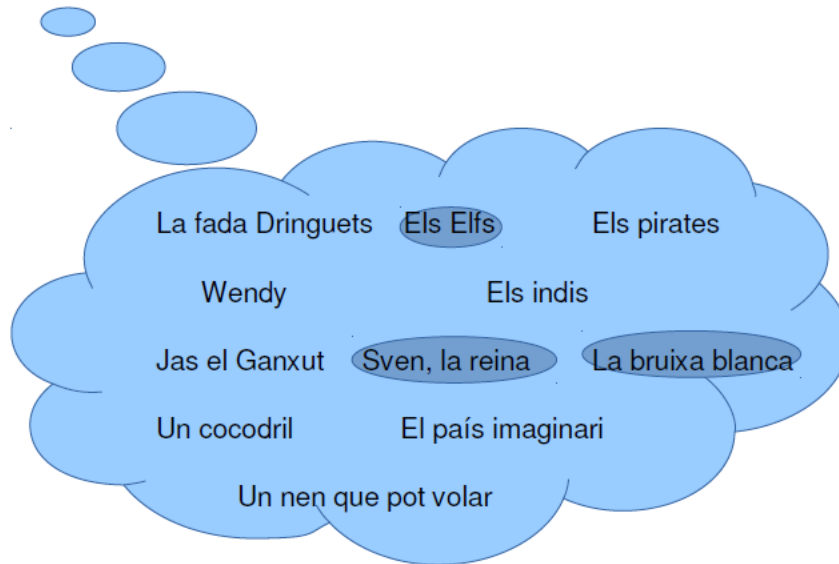 La fada Dringuets Els Elfs Els pirates
Wendy Els indis
Jas el Ganxut Sven, la reina La bruixa blanca
Un cocodril El país imaginari
Un nen que pot volar